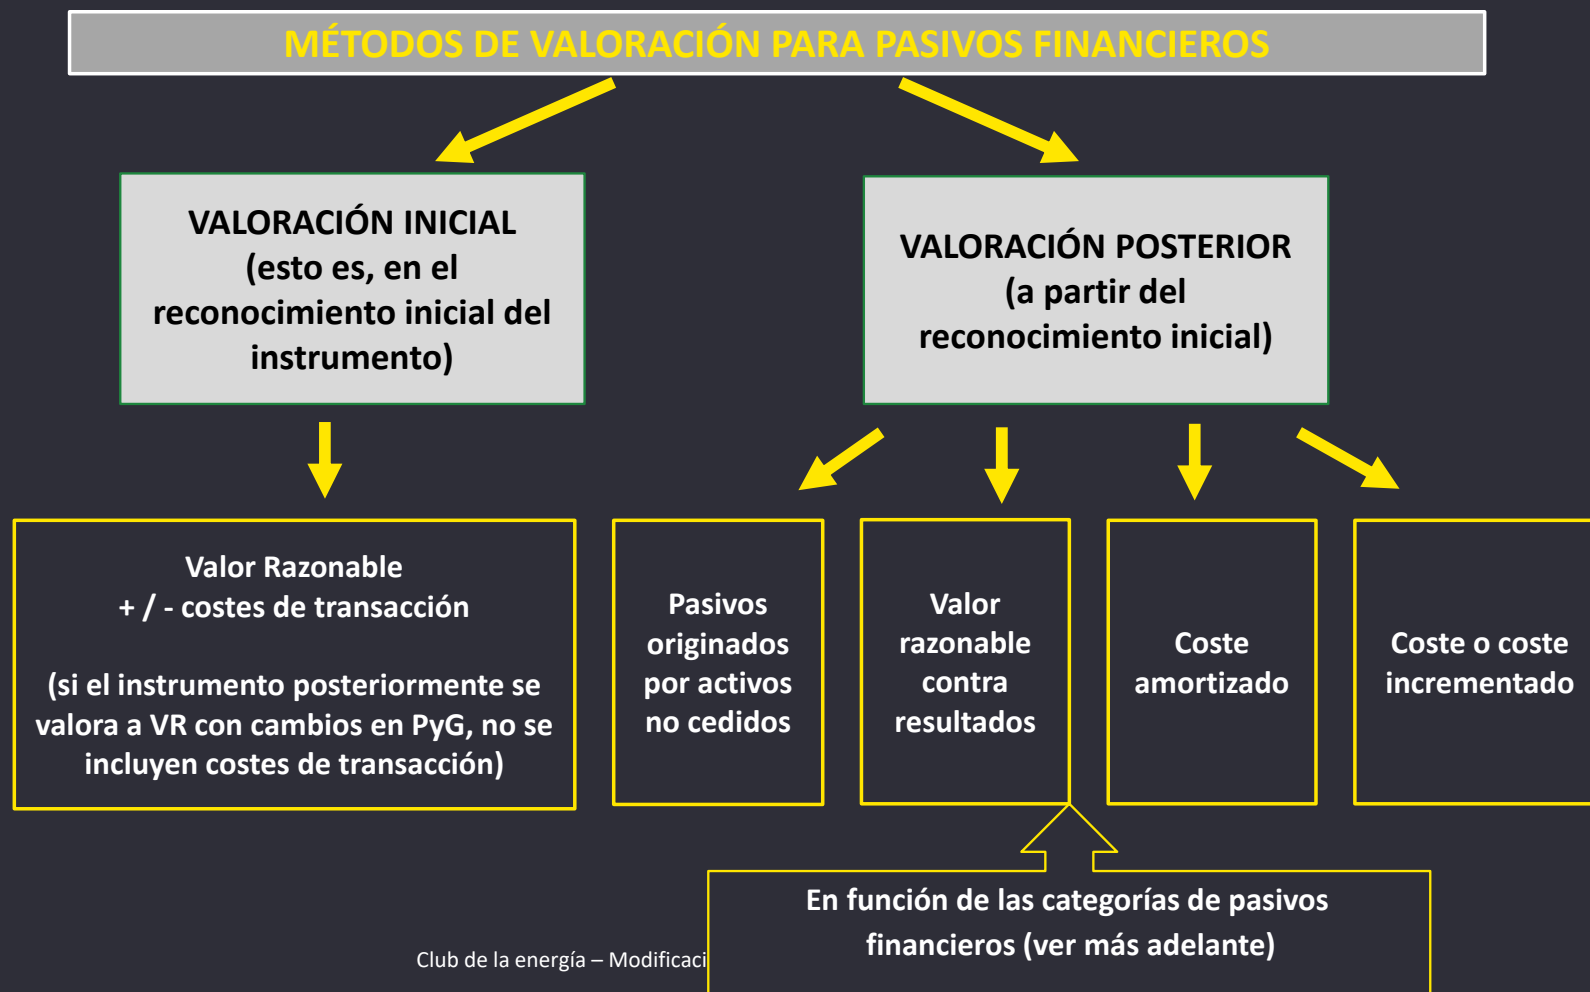 MÉTODOS DE VALORACIÓN PARA PASIVOS FINANCIEROS
VALORACIÓN INICIAL
(esto es, en el
reconocimiento inicial del
instrumento)
VALORACIÓN POSTERIOR
(a partir del
reconocimiento inicial)
Valor Razonable
+ / - costes de transacción
(si el instrumento posteriormente se
valora a VR con cambios en PyG, no se
incluyen costes de transacción)
Pasivos
originados
por activos
no cedidos
Valor
razonable
contra
resultados
Coste
amortizado
Coste o coste
incrementado
En función de las categorías de pasivos
financieros (ver más adelante)
Club de la energía – Modificaci